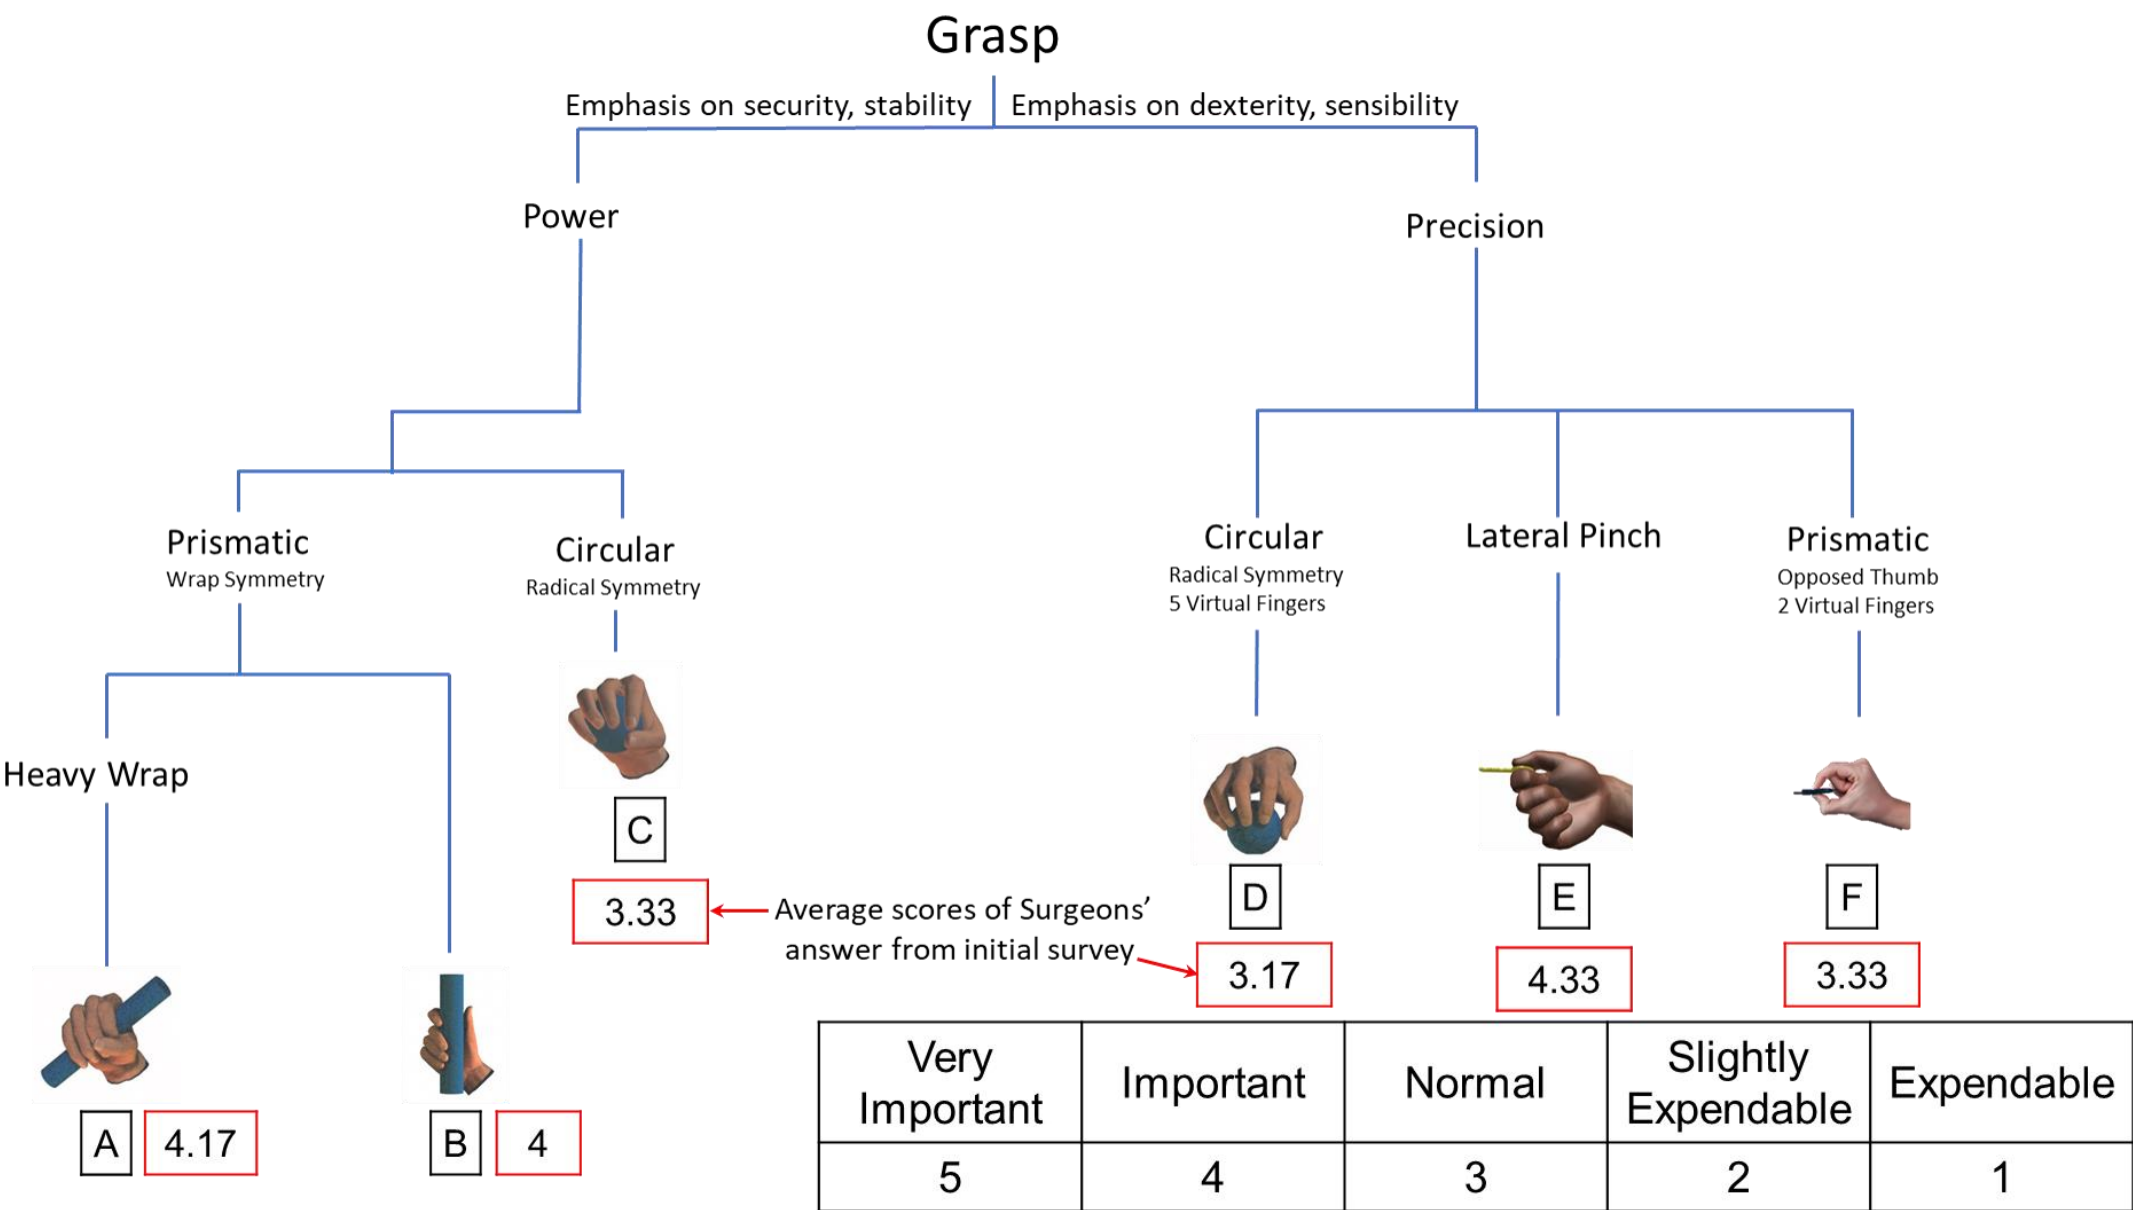 Grasp
Emphasis on security, stability
Emphasis on dexterity, sensibility
Power
Precision
Prismatic
Wrap Symmetry
Circular
Radical Symmetry
Circular
Radical Symmetry
5 Virtual Fingers
Lateral Pinch
Prismatic
Opposed Thumb
2 Virtual Fingers
Heavy Wrap
C
3.33
Average scores of Surgeons’
answer from initial survey
D
3.17
E
4.33
F
3.33
A
4.17
B
4
Very
Important
Important
Normal
Slightly
Expendable
Expendable
5
4
3
2
1